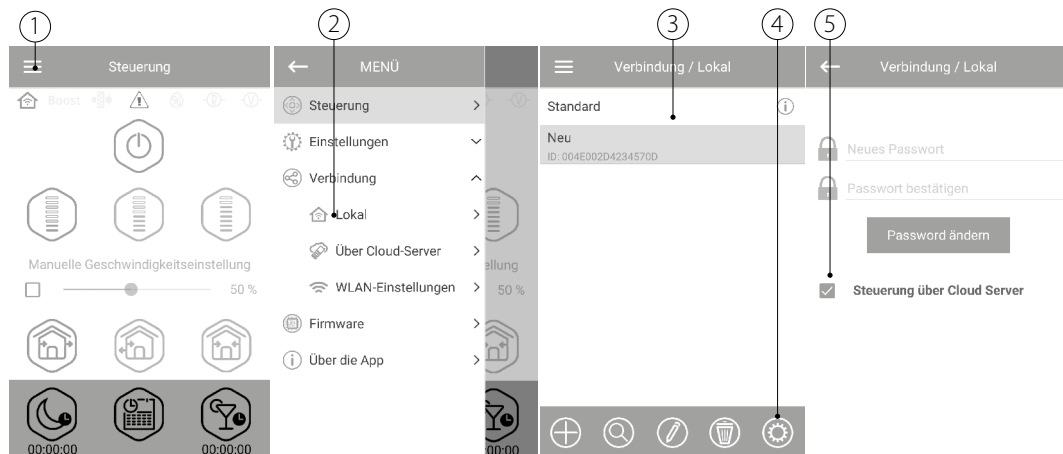 1
2
3
4
5
Steuerung
Boost
Manuelle Geschwindigkeitseinstellung
50 %
00:00:00
00:00:00
MENÜ
Steuerung
Einstellungen
Verbindung
Lokal
Über Cloud-Server
WLAN-Einstellungen
Firmware
Über die App
ellung
50 %
:00:00
Verbindung / Lokal
Standard
Neu
ID: 004E002D4234570D
Verbindung / Lokal
Neues Passwort
Passwort bestätigen
Password ändern
Steuerung über Cloud Server